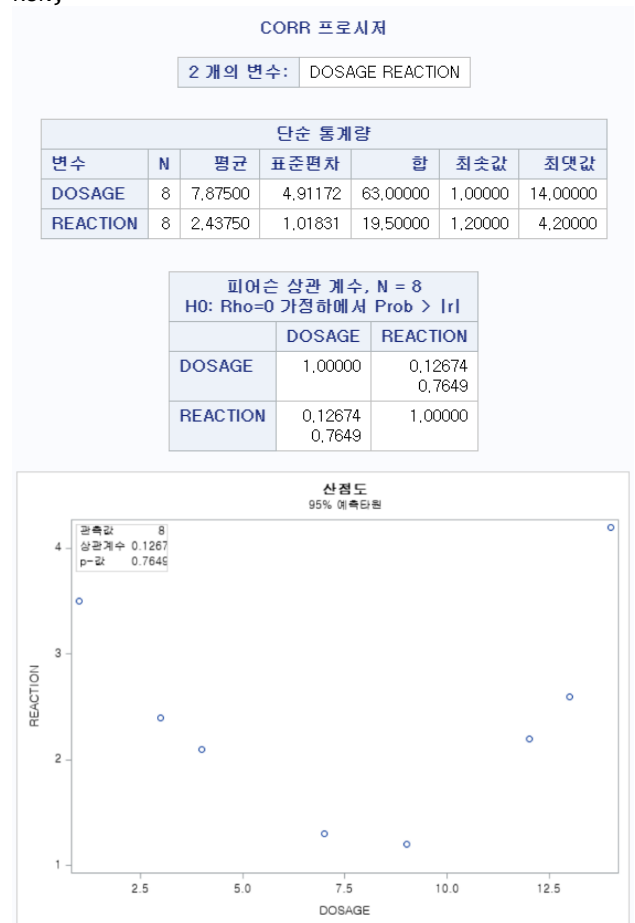 CORR 프로시저
2 개의 변수: DOSAGE REACTION
단순 통계량
변수 N 평균 표준편차 합 최솟값 최댓값
DOSAGE 8 7.87500 4.91172 63.00000 1.00000 14.00000
REACTION 8 2.43750 1.01831 19.50000 1.20000 4.20000
피어슨 상관 계수, N = 8
H0: Rho=0 가정하에서 Prob > |r|
DOSAGE REACTION
DOSAGE 1.00000 0.12674
0.7649
REACTION 0.12674 1.00000
0.7649
산점도
95% 예측타원
관측값 8
상관계수 0.1267
p-값 0.7649
4
3
2
1
REACTION
2.5 5.0 7.5 10.0 12.5
DOSAGE